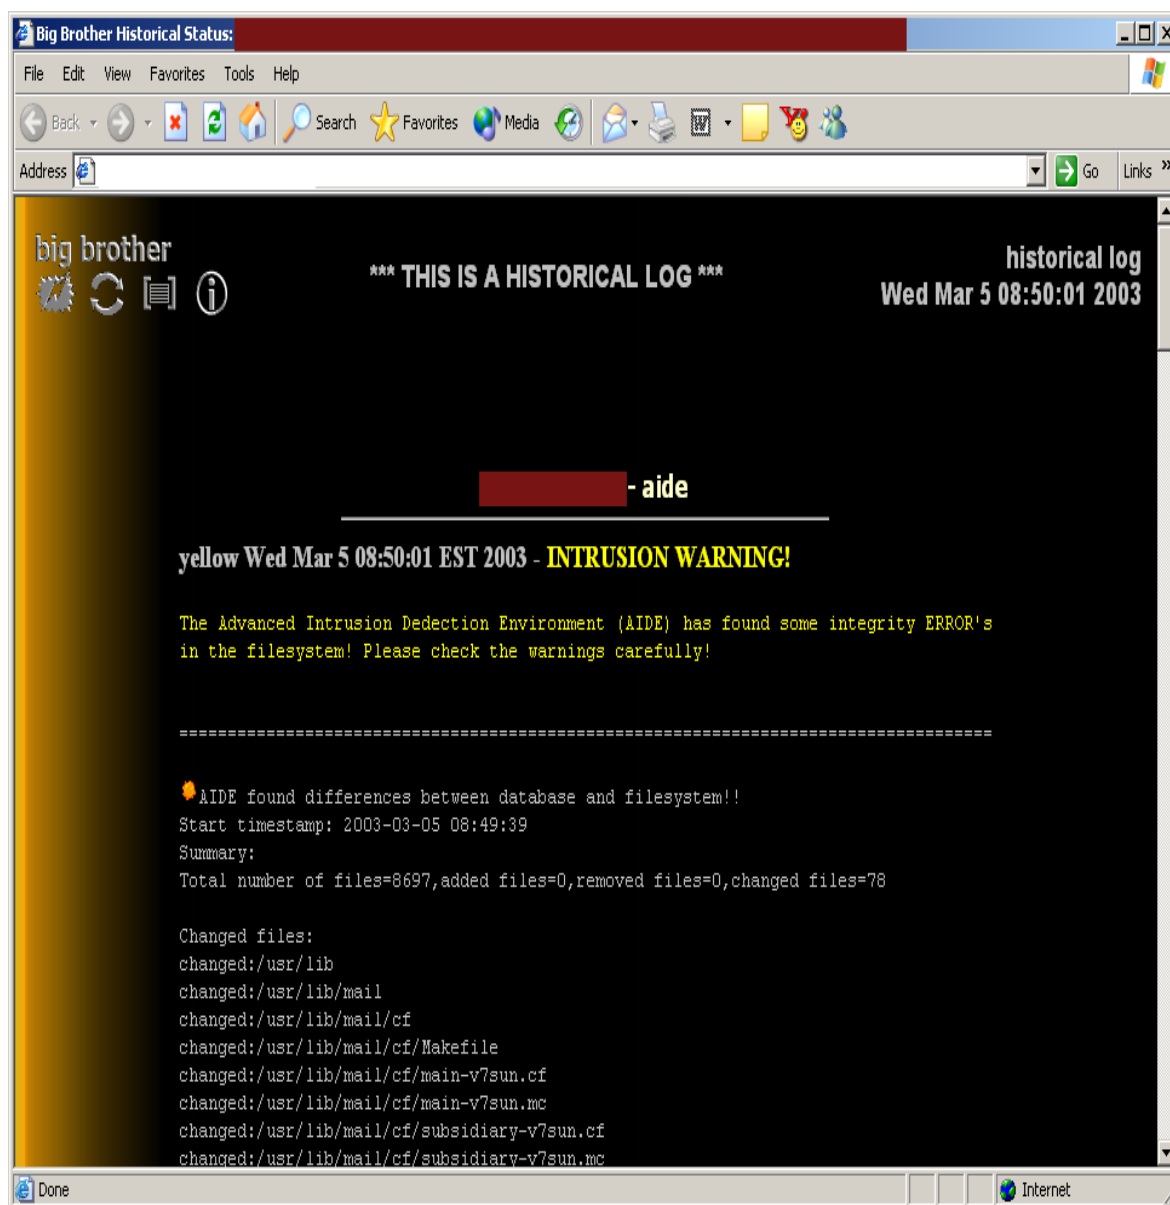 Big Brother Historical Status:
File Edit View Favorites Tools Help
Back Search Favorites Media
Address Go Links »
big brother
*** THIS IS A HISTORICAL LOG ***
historical log
Wed Mar 5 08:50:01 2003
- aide
yellow Wed Mar 5 08:50:01 EST 2003 - INTRUSION WARNING!
The Advanced Intrusion Dedection Environment (AIDE) has found some integrity ERROR's
in the filesystem! Please check the warnings carefully!
=====================================================================================
AIDE found differences between database and filesystem!!
Start timestamp: 2003-03-05 08:49:39
Summary:
Total number of files=8697,added files=0,removed files=0,changed files=78
Changed files:
changed:/usr/lib
changed:/usr/lib/mail
changed:/usr/lib/mail/cf
changed:/usr/lib/mail/cf/Makefile
changed:/usr/lib/mail/cf/main-v7sun.cf
changed:/usr/lib/mail/cf/main-v7sun.mc
changed:/usr/lib/mail/cf/subsidiary-v7sun.cf
changed:/usr/lib/mail/cf/subsidiary-v7sun.mc
Done Internet